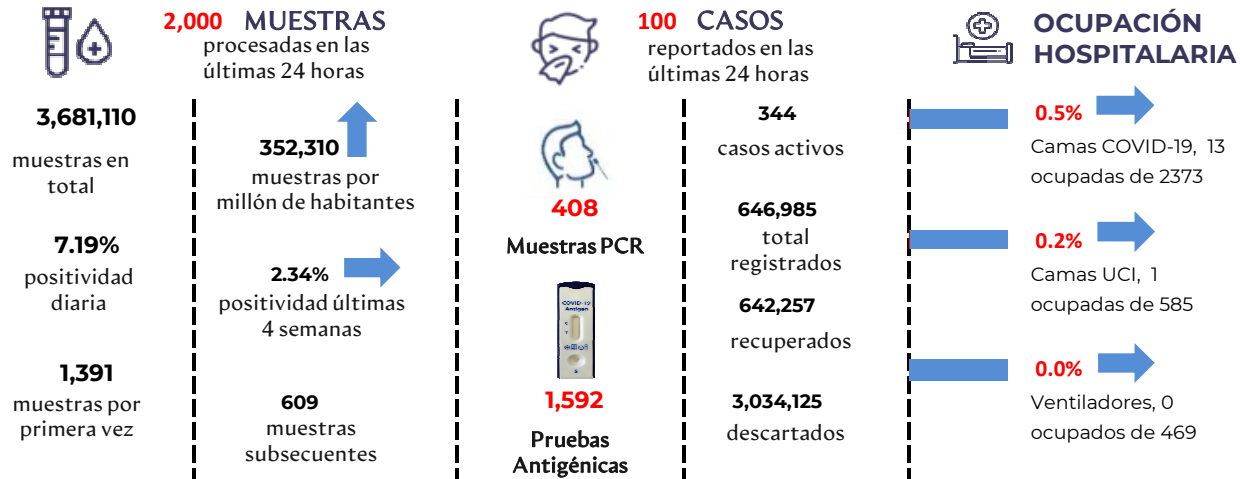 2,000 MUESTRAS
procesadas en las
últimas 24 horas
3,681,110
muestras en
total
7.19%
positividad
diaria
1,391
muestras por
primera vez
352,310
muestras por
millón de habitantes
2.34%
positividad últimas
4 semanas
609
muestras
subsecuentes
100 CASOS
reportados en las
últimas 24 horas
408
Muestras PCR
COVID-19
Antigen
C
T
S
1,592
Pruebas
Antigénicas
344
casos activos
646,985
total
registrados
642,257
recuperados
3,034,125
descartados
OCUPACIÓN
HOSPITALARIA
0.5%
Camas COVID-19, 13
ocupadas de 2373
0.2%
Camas UCI, 1
ocupadas de 585
0.0%
Ventiladores, 0
ocupados de 469